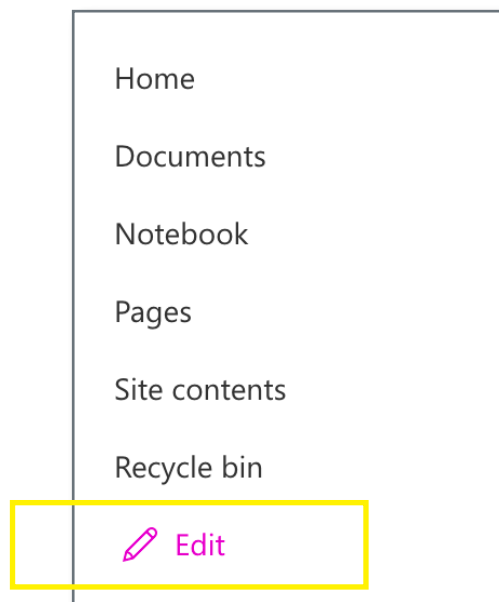 Home
Documents
Notebook
Pages
Site contents
Recycle bin
Edit